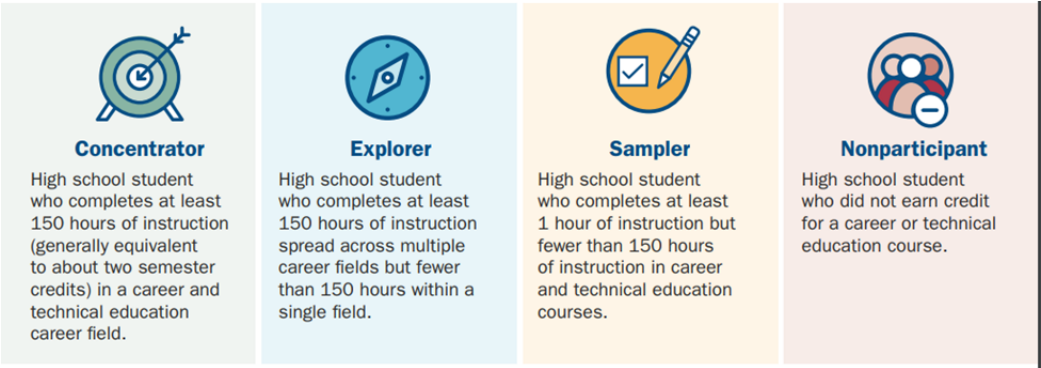 Concentrator
High school student
who completes at least
150 hours of instruction
(generally equivalent
to about two semester
credits) in a career and
technical education
career field.
Explorer
High school student
who completes at least
150 hours of instruction
spread across multiple
career fields but fewer
than 150 hours within a
single field.
Sampler
High school student
who completes at least
1 hour of instruction but
fewer than 150 hours
of instruction in career
and technical education
courses.
Nonparticipant
High school student
who did not earn credit
for a career or technical
education course.